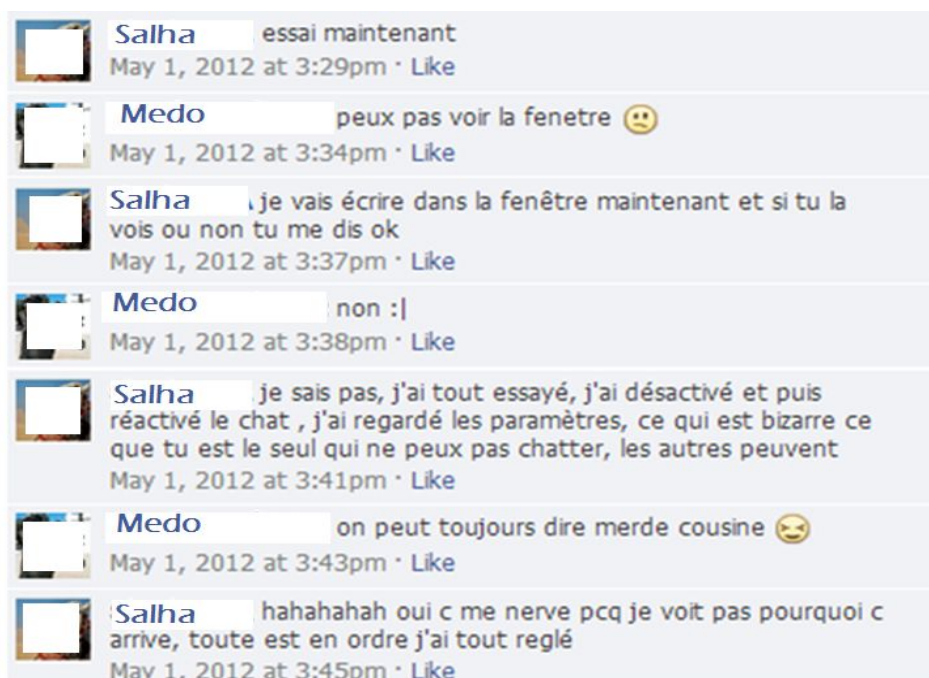 Salha essai maintenant
May 1, 2012 at 3:29pm · Like
Medo peux pas voir la fenetre
May 1, 2012 at 3:34pm · Like
Salha je vais écrire dans la fenêtre maintenant et si tu la
vois ou non tu me dis ok
May 1, 2012 at 3:37pm · Like
Medo non :|
May 1, 2012 at 3:38pm · Like
Salha je sais pas, j'ai tout essayé, j'ai désactivé et puis
réactivé le chat , j'ai regardé les paramètres, ce qui est bizarre ce
que tu est le seul qui ne peux pas chatter, les autres peuvent
May 1, 2012 at 3:41pm · Like
Medo on peut toujours dire merde cousine
May 1, 2012 at 3:43pm · Like
Salha hahahahah oui c me nerve pcq je voit pas pourquoi c
arrive, toute est en ordre j'ai tout reglé
May 1, 2012 at 3:45pm · Like